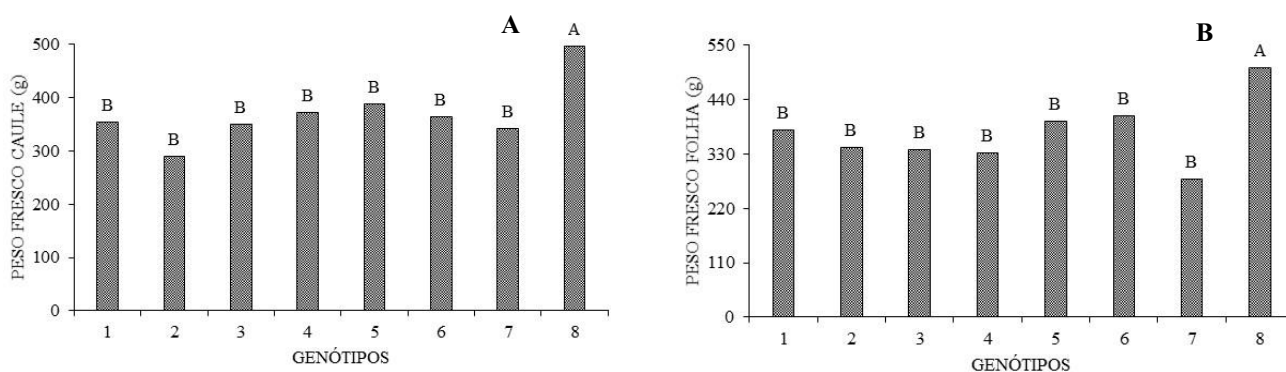 A
PESO FRESCO CAULE (g)
500
400
300
200
100
0
B
B
B
B
B
B
B
A
1 2 3 4 5 6 7 8
GENÓTIPOS
B
PESO FRESCO FOLHA (g)
550
440
330
220
110
0
B
B
B
B
B
B
B
A
1 2 3 4 5 6 7 8
GENÓTIPOS